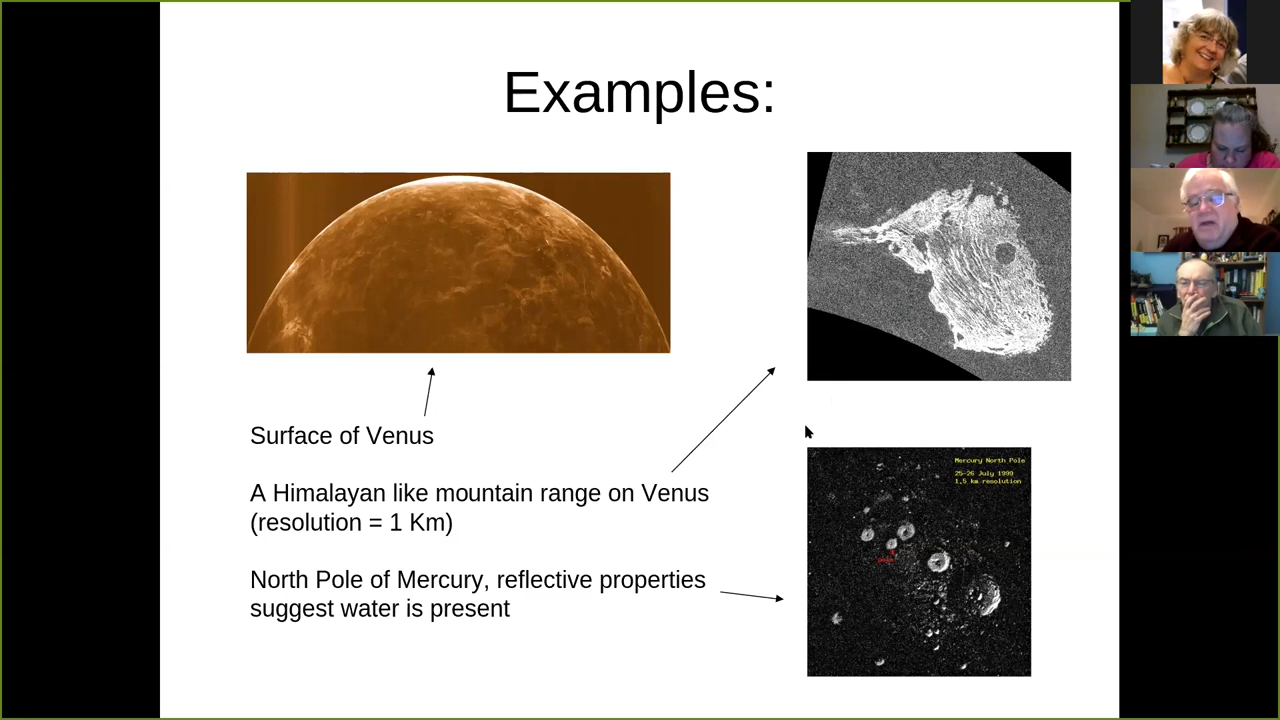 Examples:
Surface of Venus
A Himalayan like mountain range on Venus
(resolution = 1 Km)
North Pole of Mercury, reflective properties
suggest water is present
Mercury North Pole
25-26 July 1999
1.5 km resolution